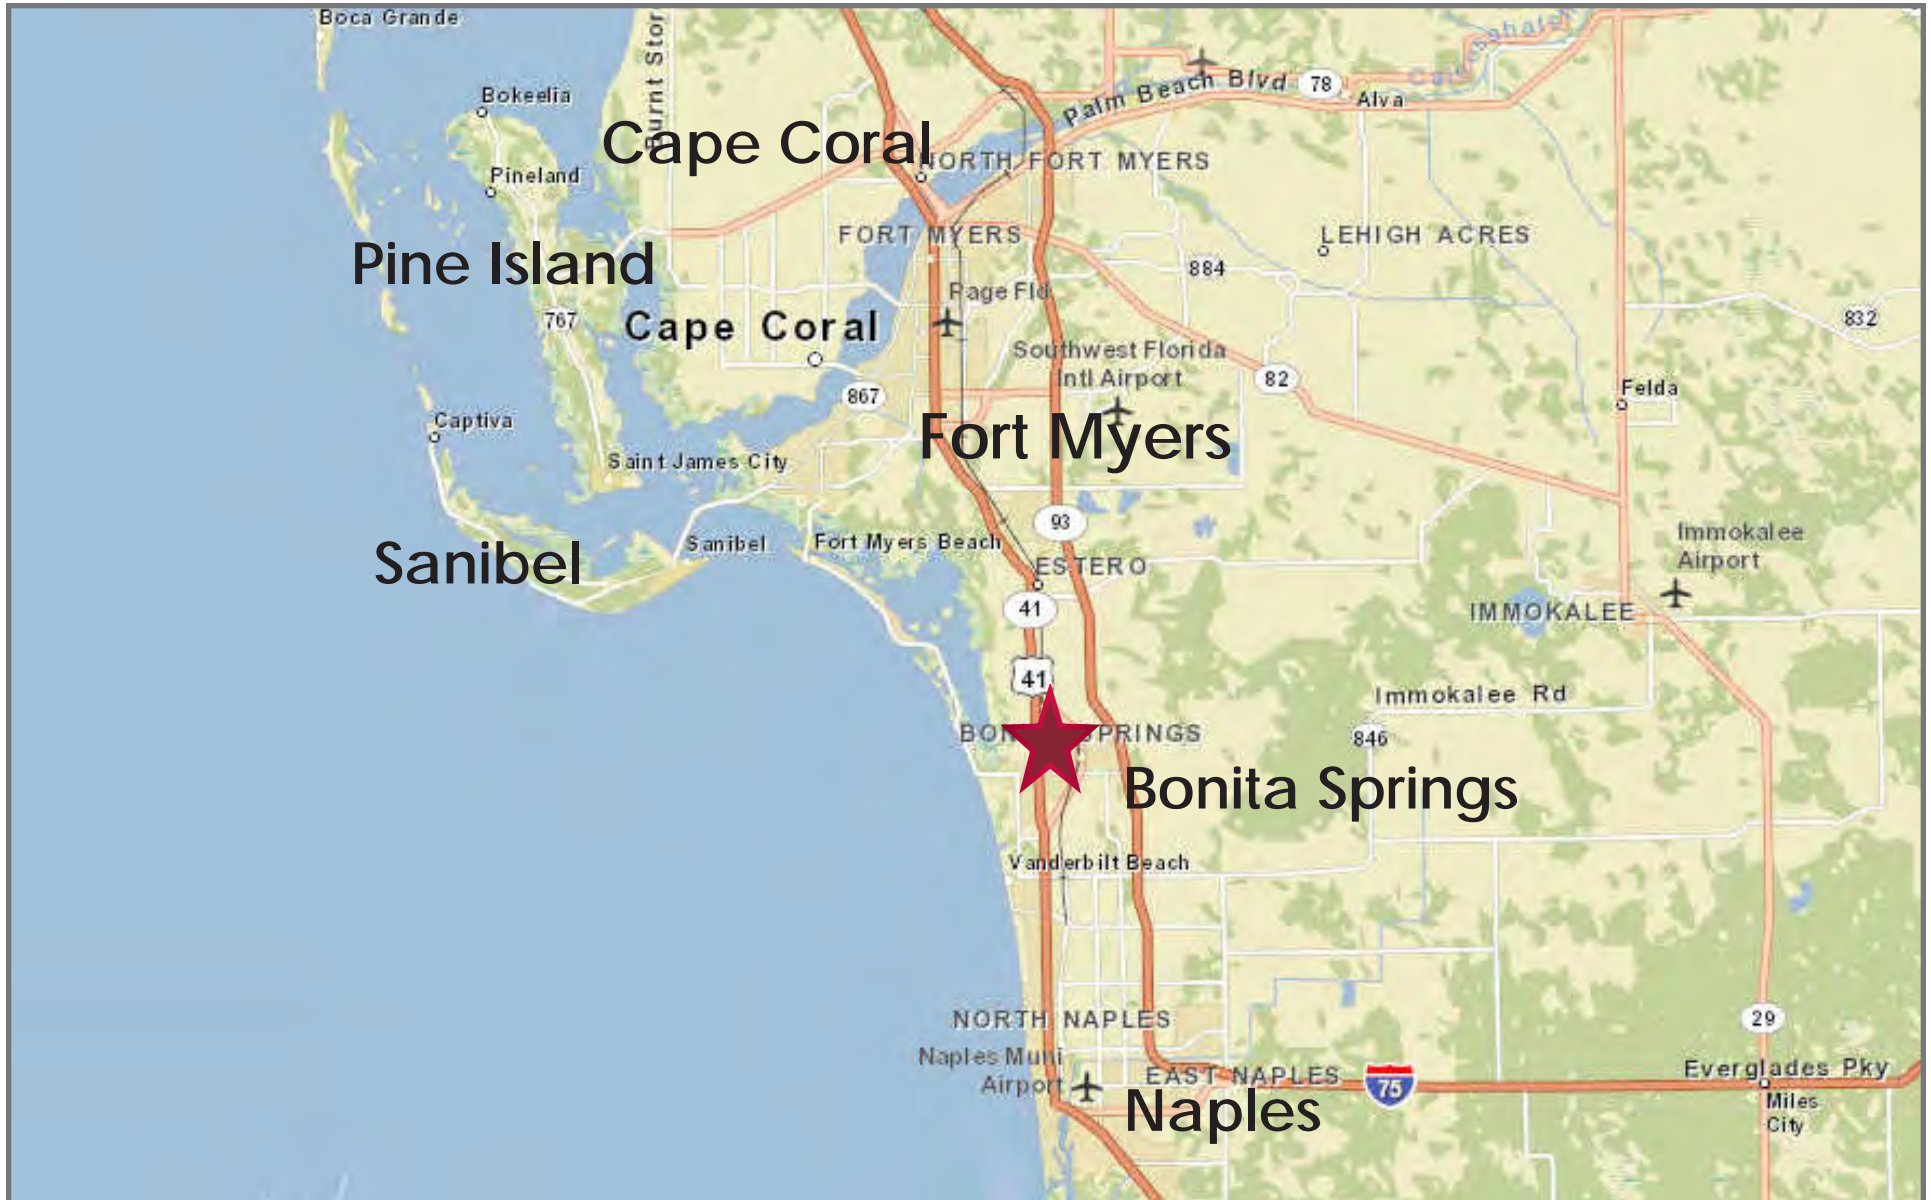 Boca Grande
Burnt Stor
Bokeelia
Palm Beach Blvd
78
Alva
Cape Coral
NORTH FORT MYERS
Pineland
FORT MYERS
LEHIGH ACRES
Pine Island
884
Page Fld
767
Cape Coral
832
Southwest Florida
Intl Airport
82
867
Felda
Captiva
Fort Myers
Saint James City
93
Immokalee
Airport
Sanibel
Fort Myers Beach
Sanibel
ESTERO
41
IMMOKALEE
41
Immokalee Rd
BON SPRINGS
846
Bonita Springs
Vanderbilt Beach
NORTH NAPLES
29
Naples Muni
Airport
EAST NAPLES
75
Everglades Pky
Naples
Miles
City